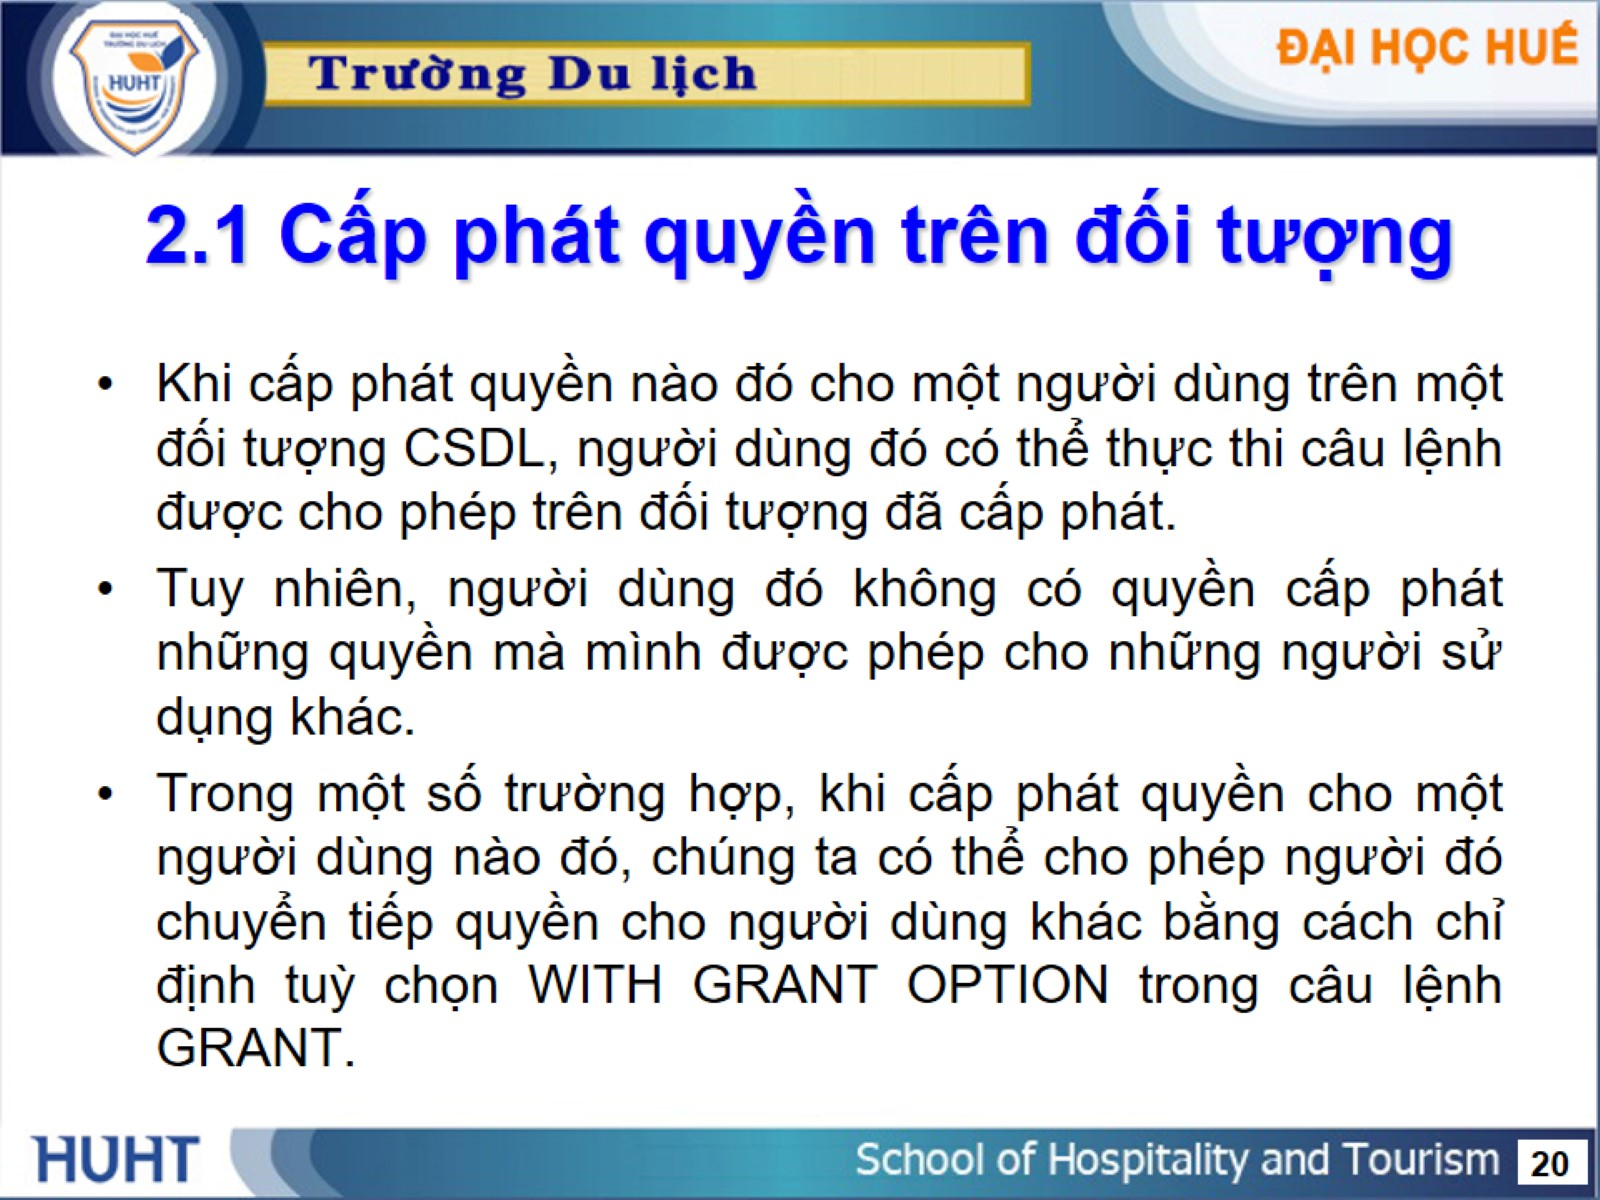 ĐẠI HỌC HUẾ
TRƯỜNG DU LỊCH
HUHT
Trường Du lịch
ĐẠI HỌC HUẾ
2.1 Cấp phát quyền trên đối tượng
• Khi cấp phát quyền nào đó cho một người dùng trên một
đối tượng CSDL, người dùng đó có thể thực thi câu lệnh
được cho phép trên đối tượng đã cấp phát.
• Tuy nhiên, người dùng đó không có quyền cấp phát
những quyền mà mình được phép cho những người sử
dụng khác.
• Trong một số trường hợp, khi cấp phát quyền cho một
người dùng nào đó, chúng ta có thể cho phép người đó
chuyển tiếp quyền cho người dùng khác bằng cách chỉ
định tuỳ chọn WITH GRANT OPTION trong câu lệnh
GRANT.
HUHT
School of Hospitality and Tourism
20